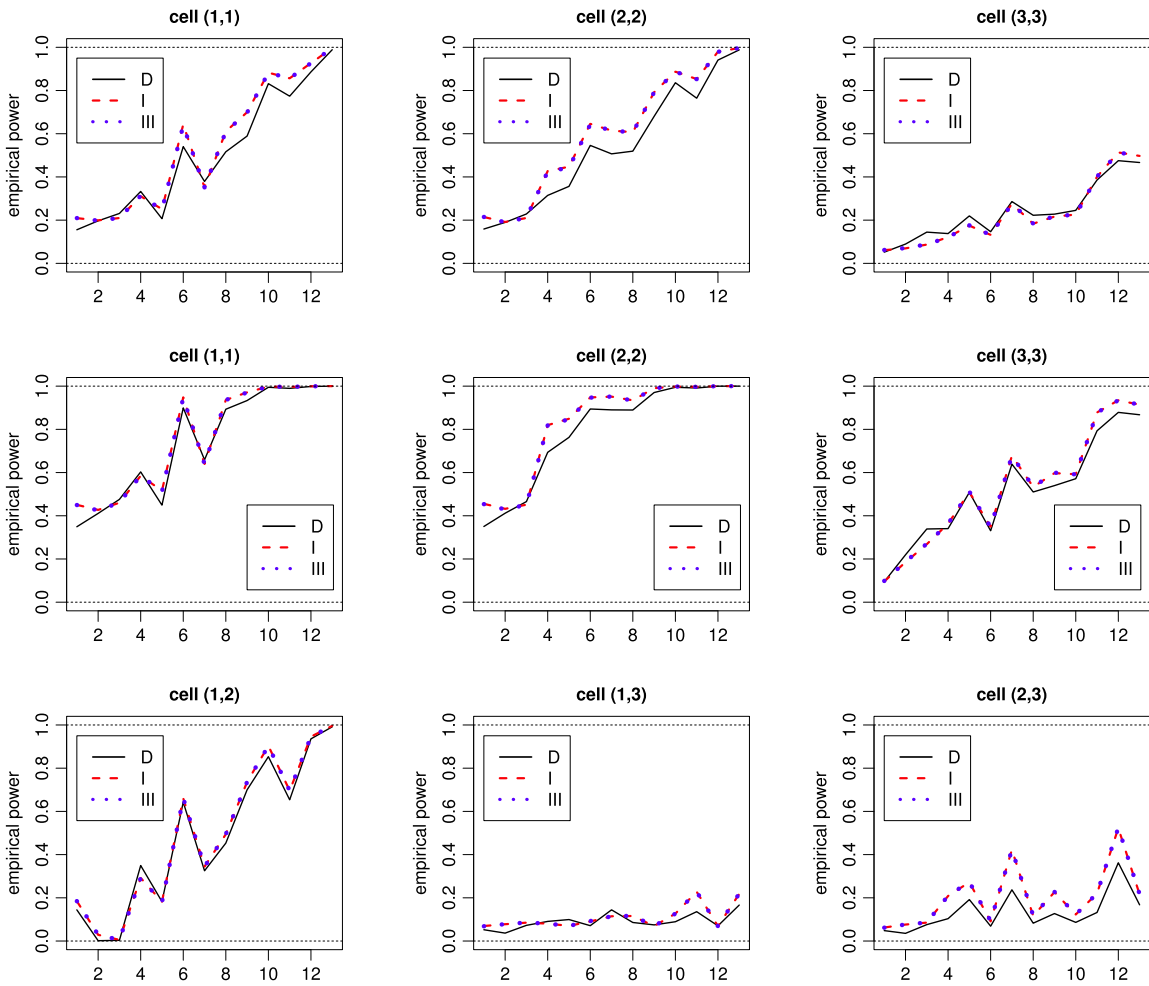 cell (1,1) cell (2,2) cell (3,3)
empirical power
0.0 0.2 0.4 0.6 0.8 1.0
D
I
III
2 4 6 8 10 12
empirical power
0.0 0.2 0.4 0.6 0.8 1.0
D
I
III
2 4 6 8 10 12
empirical power
0.0 0.2 0.4 0.6 0.8 1.0
D
I
III
2 4 6 8 10 12
cell (1,1) cell (2,2) cell (3,3)
empirical power
0.0 0.2 0.4 0.6 0.8 1.0
D
I
III
2 4 6 8 10 12
empirical power
0.0 0.2 0.4 0.6 0.8 1.0
D
I
III
2 4 6 8 10 12
empirical power
0.0 0.2 0.4 0.6 0.8 1.0
D
I
III
2 4 6 8 10 12
cell (1,2) cell (1,3) cell (2,3)
empirical power
0.0 0.2 0.4 0.6 0.8 1.0
D
I
III
2 4 6 8 10 12
empirical power
0.0 0.2 0.4 0.6 0.8 1.0
D
I
III
2 4 6 8 10 12
empirical power
0.0 0.2 0.4 0.6 0.8 1.0
D
I
III
2 4 6 8 10 12